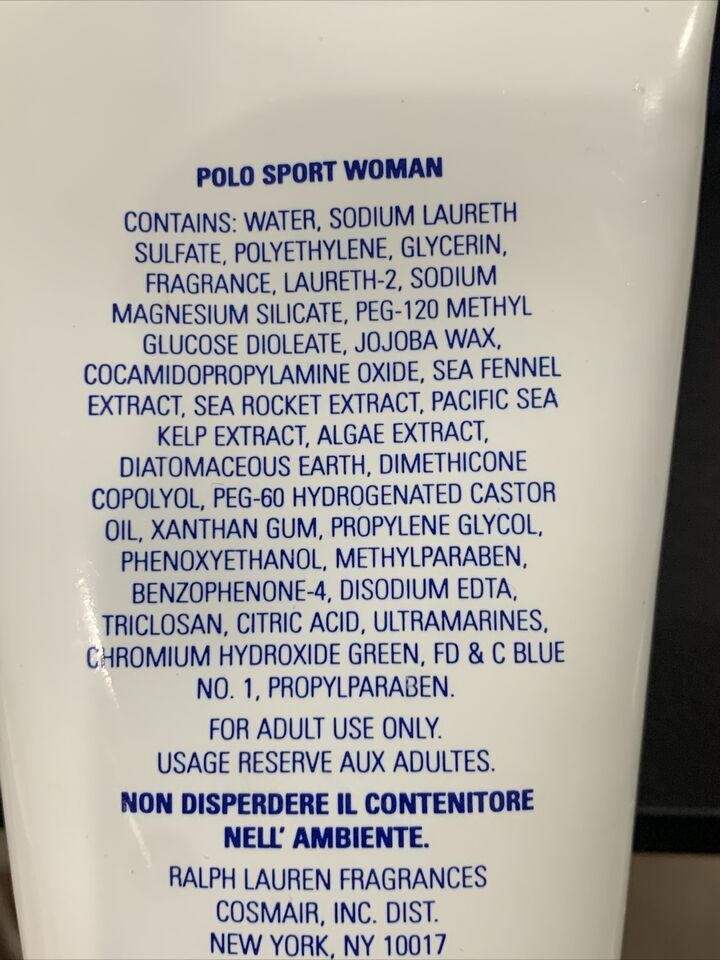 POLO SPORT WOMAN
CONTAINS: WATER, SODIUM LAURETH
SULFATE, POLYETHYLENE, GLYCERIN,
FRAGRANCE, LAURETH-2, SODIUM
MAGNESIUM SILICATE, PEG-120 METHYL
GLUCOSE DIOLEATE, JOJOBA WAX,
COCAMIDOPROPYLAMINE OXIDE, SEA FENNEL
EXTRACT, SEA ROCKET EXTRACT, PACIFIC SEA
KELP EXTRACT, ALGAE EXTRACT,
DIATOMACEOUS EARTH, DIMETHICONE
COPOLYOL, PEG-60 HYDROGENATED CASTOR
OIL, XANTHAN GUM, PROPYLENE GLYCOL,
PHENOXYETHANOL, METHYLPARABEN,
BENZOPHENONE-4, DISODIUM EDTA,
TRICLOSAN, CITRIC ACID, ULTRAMARINES,
CHROMIUM HYDROXIDE GREEN, FD & C BLUE
NO. 1, PROPYLPARABEN.
FOR ADULT USE ONLY.
USAGE RESERVE AUX ADULTES.
NON DISPERDERE IL CONTENITORE
NELL' AMBIENTE.
RALPH LAUREN FRAGRANCES
COSMAIR, INC. DIST.
NEW YORK, NY 10017